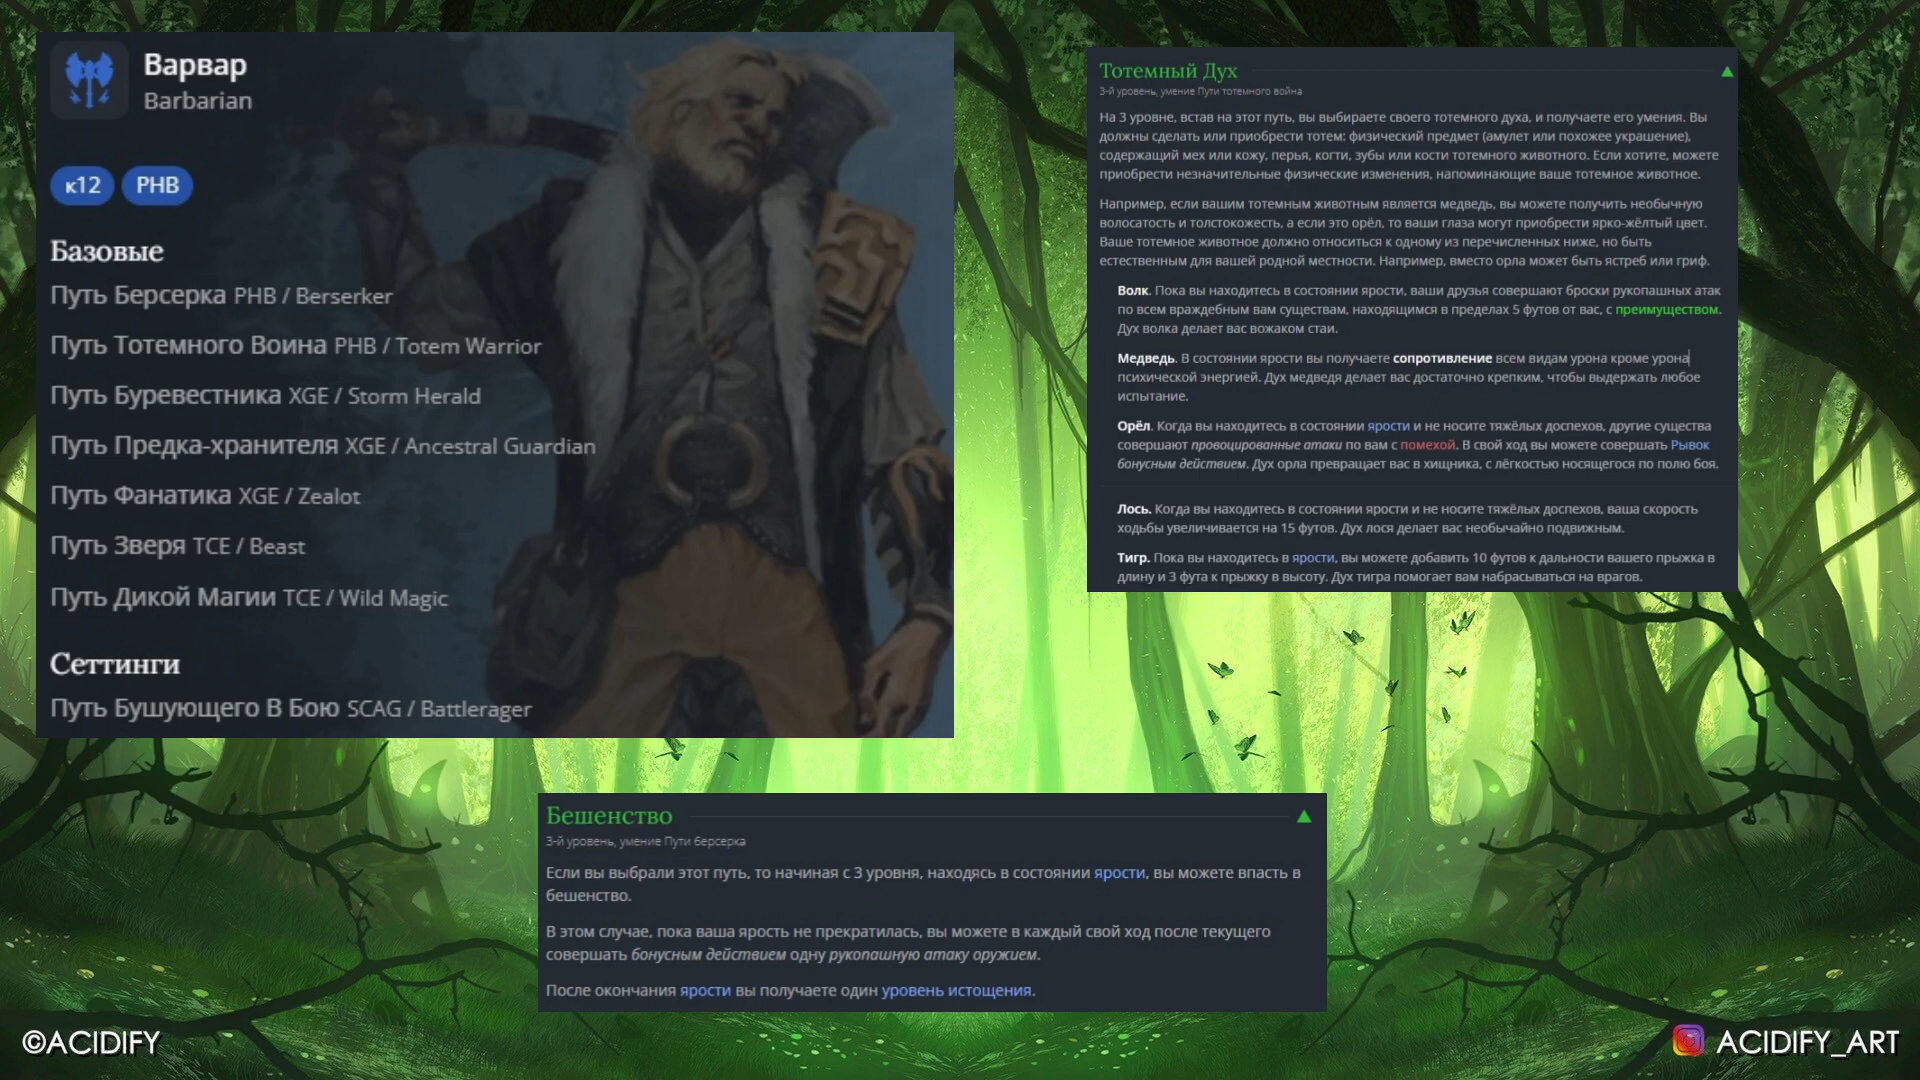 Варвар
Barbarian
к12 PHB
Базовые
Путь Берсерка PHB / Berserker
Путь Тотемного Воина PHB / Totem Warrior
Путь Буревестника XGE / Storm Herald
Путь Предка-хранителя XGE / Ancestral Guardian
Путь Фанатика XGE / Zealot
Путь Зверя TCE / Beast
Путь Дикой Магии TCE / Wild Magic
Сеттинги
Путь Бушующего В Бою SCAG / Battlerager
Тотемный Дух
3-й уровень, умение Пути тотемного война
На 3 уровне, встав на этот путь, вы выбираете своего тотемного духа, и получаете его умения. Вы
должны сделать или приобрести тотем: физический предмет (амулет или похожее украшение),
содержащий мех или кожу, перья, когти, зубы или кости тотемного животного. Если хотите, можете
приобрести незначительные физические изменения, напоминающие ваше тотемное животное.
Например, если вашим тотемным животным является медведь, вы можете получить необычную
волосатость и толстокожесть, а если это орёл, то ваши глаза могут приобрести ярко-жёлтый цвет.
Ваше тотемное животное должно относиться к одному из перечисленных ниже, но быть
естественным для вашей родной местности. Например, вместо орла может быть ястреб или гриф.
Волк. Пока вы находитесь в состоянии ярости, ваши друзья совершают броски рукопашных атак
по всем враждебным вам существам, находящимся в пределах 5 футов от вас, с преимуществом.
Дух волка делает вас вожаком стаи.
Медведь. В состоянии ярости вы получаете сопротивление всем видам урона кроме урона
психической энергией. Дух медведя делает вас достаточно крепким, чтобы выдержать любое
испытание.
Орёл. Когда вы находитесь в состоянии ярости и не носите тяжёлых доспехов, другие существа
совершают провоцированные атаки по вам с помехой. В свой ход вы можете совершать Рывок
бонусным действием. Дух орла превращает вас в хищника, с лёгкостью носящегося по полю боя.
Лось. Когда вы находитесь в состоянии ярости и не носите тяжёлых доспехов, ваша скорость
ходьбы увеличивается на 15 футов. Дух лося делает вас необычайно подвижным.
Тигр. Пока вы находитесь в ярости, вы можете добавить 10 футов к дальности вашего прыжка в
длину и 3 фута к прыжку в высоту. Дух тигра помогает вам набрасываться на врагов.
Бешенство
3-й уровень, умение Пути берсерка
Если вы выбрали этот путь, то начиная с 3 уровня, находясь в состоянии ярости, вы можете впасть в
бешенство.
В этом случае, пока ваша ярость не прекратилась, вы можете в каждый свой ход после текущего
совершать бонусным действием одну рукопашную атаку оружием.
После окончания ярости вы получаете один уровень истощения.
©ACIDIFY
ACIDIFY_ART